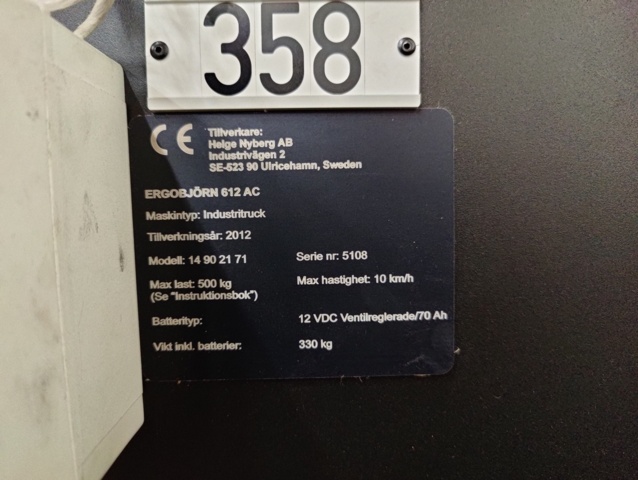 358
CE
Tillverkare:
Helge Nyberg AB
Industrivägen 2
SE-523 90 Ulricehamn, Sweden
ERGOBJÖRN 612 AC
Maskintyp: Industritruck
Tillverkningsår: 2012
Modell: 14 90 21 71 Serie nr: 5108
Max last: 500 kg Max hastighet: 10 km/h
(Se "Instruktionsbok")
Batterityp: 12 VDC Ventilreglerade/70 Ah
Vikt inkl. batterier: 330 kg